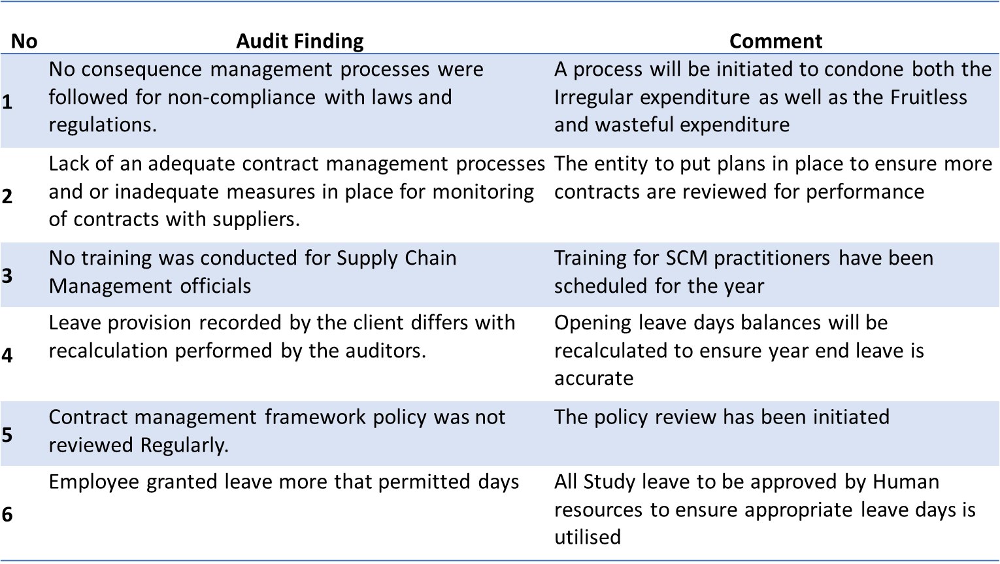 No Audit Finding Comment
1 No consequence management processes were followed for non-compliance with laws and regulations. A process will be initiated to condone both the Irregular expenditure as well as the Fruitless and wasteful expenditure
2 Lack of an adequate contract management processes and or inadequate measures in place for monitoring of contracts with suppliers. The entity to put plans in place to ensure more contracts are reviewed for performance
3 No training was conducted for Supply Chain Management officials Training for SCM practitioners have been scheduled for the year
4 Leave provision recorded by the client differs with recalculation performed by the auditors. Opening leave days balances will be recalculated to ensure year end leave is accurate
5 Contract management framework policy was not reviewed Regularly. The policy review has been initiated
6 Employee granted leave more that permitted days All Study leave to be approved by Human resources to ensure appropriate leave days is utilised